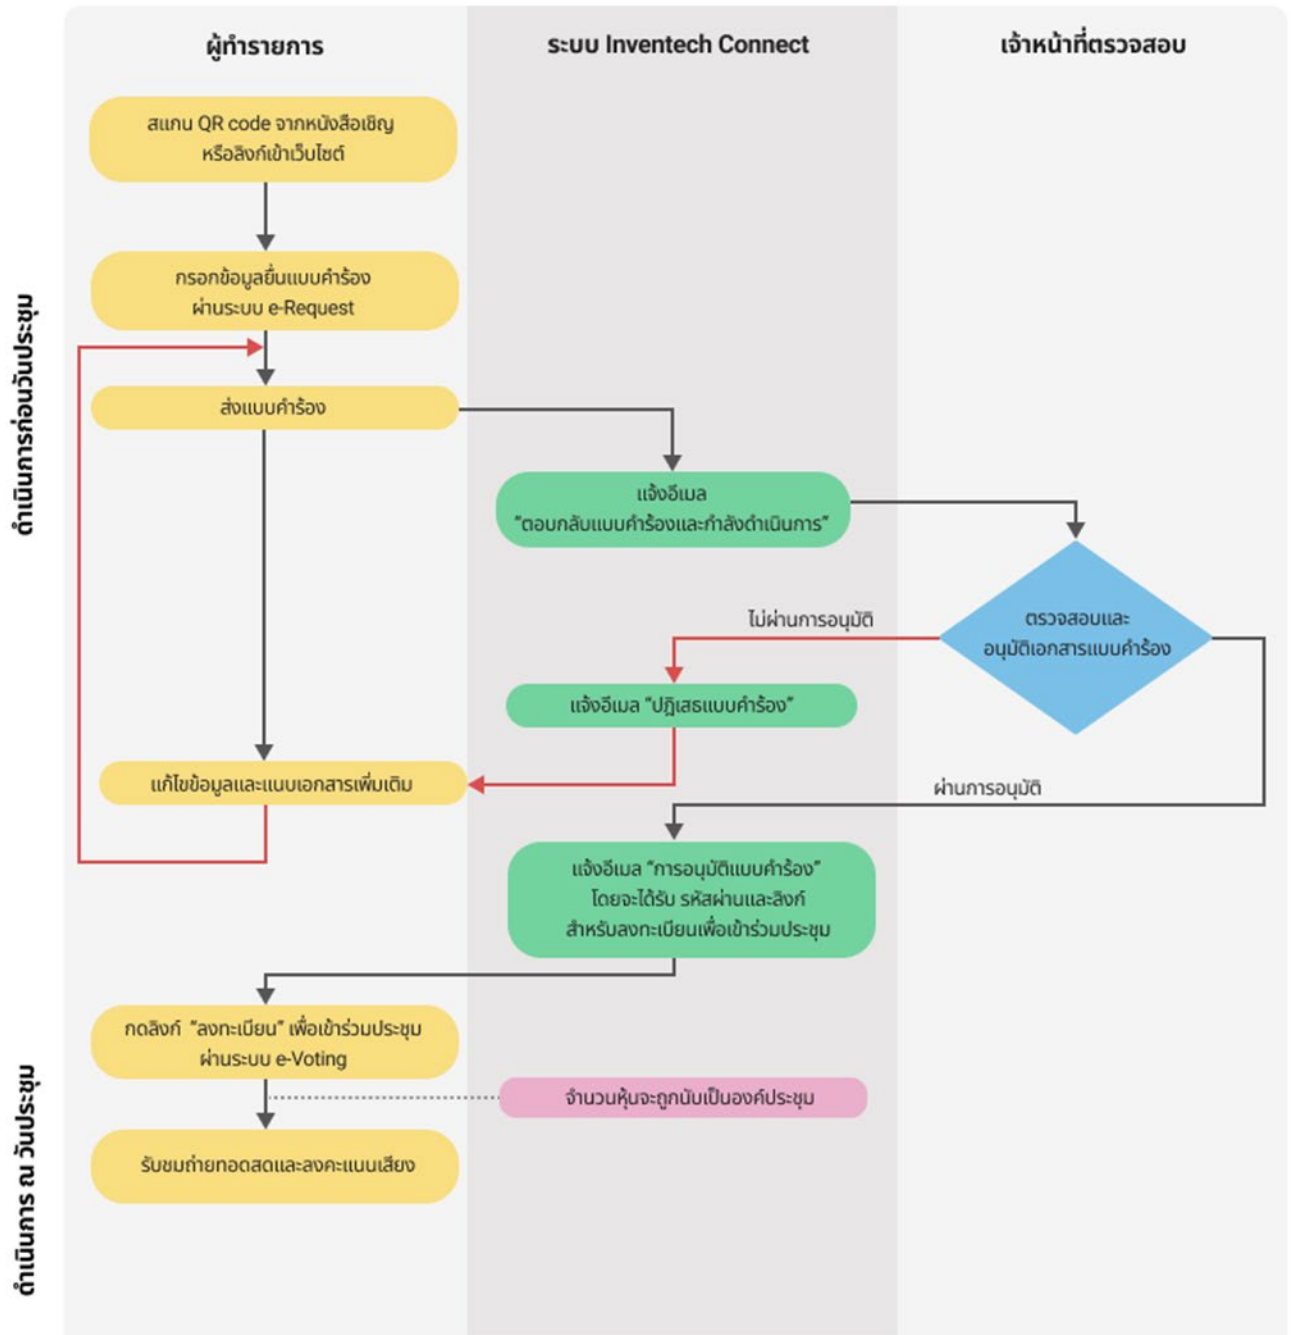 ผู้ทำรายการ
ระบบ Inventech Connect
เจ้าหน้าที่ตรวจสอบ
ดำเนินการก่อนวันประชุม
สแกน QR code จากหนังสือเชิญ
หรือลิงก์เข้าเว็บไซต์
กรอกข้อมูลยื่นแบบคำร้อง
ผ่านระบบ e-Request
ส่งแบบคำร้อง
แจ้งอีเมล
“ตอบกลับแบบคำร้องและกำลังดำเนินการ”
ตรวจสอบและ
อนุมัติเอกสารแบบคำร้อง
ไม่ผ่านการอนุมัติ
แจ้งอีเมล “ปฏิเสธแบบคำร้อง”
แก้ไขข้อมูลและแนบเอกสารเพิ่มเติม
ผ่านการอนุมัติ
แจ้งอีเมล “การอนุมัติแบบคำร้อง”
โดยจะได้รับ รหัสผ่านและลิงก์
สำหรับลงทะเบียนเพื่อเข้าร่วมประชุม
ดำเนินการ ณ วันประชุม
กดลิงก์ “ลงทะเบียน” เพื่อเข้าร่วมประชุม
ผ่านระบบ e-Voting
จำนวนหุ้นจะถูกนับเป็นองค์ประชุม
รับชมถ่ายทอดสดและลงคะแนนเสียง